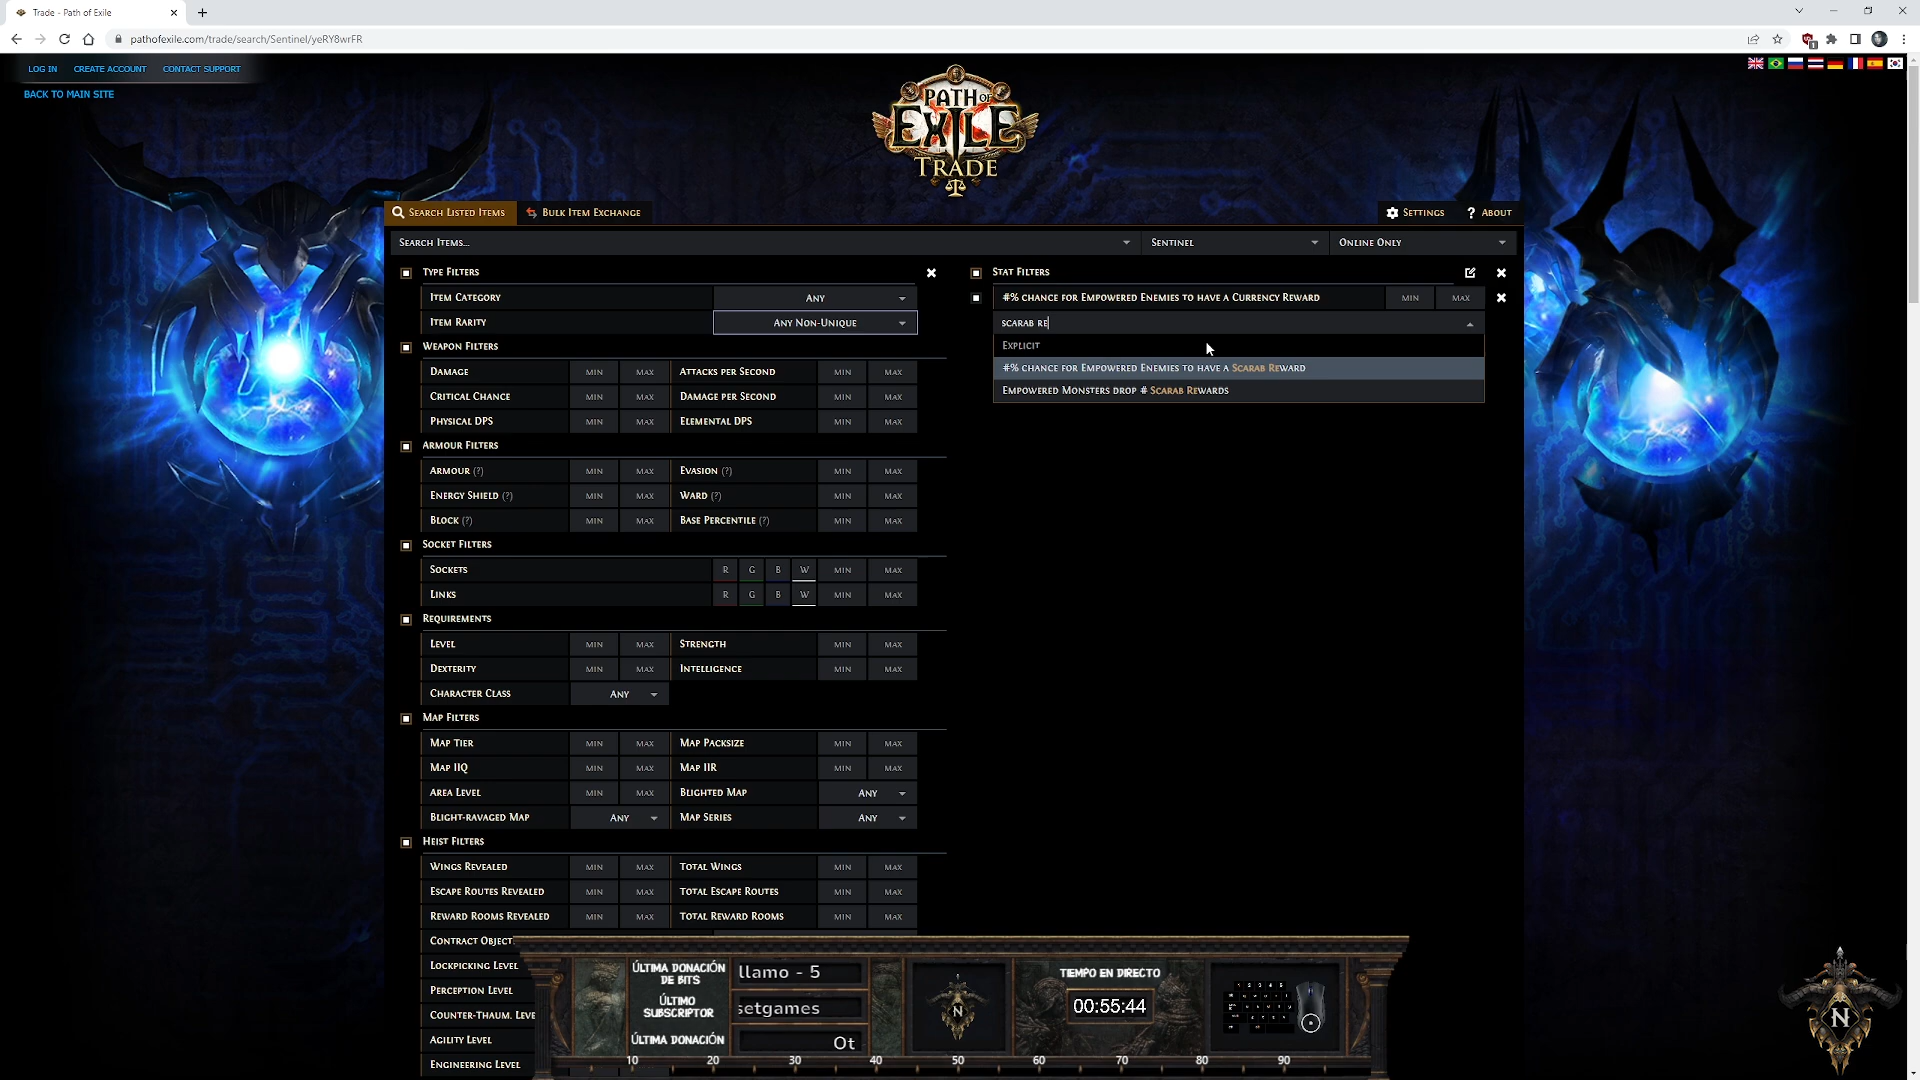 Trade - Path of Exile
pathofexile.com/trade/search/Sentinel/yeRY8wrFR
LOG IN CREATE ACCOUNT CONTACT SUPPORT
BACK TO MAIN SITE
PATH OF
EXILE
TRADE
SEARCH LISTED ITEMS BULK ITEM EXCHANGE SETTINGS ? ABOUT
SEARCH ITEMS... SENTINEL ONLINE ONLY
TYPE FILTERS
ITEM CATEGORY ANY
ITEM RARITY ANY NON-UNIQUE
WEAPON FILTERS
DAMAGE MIN MAX ATTACKS PER SECOND MIN MAX
CRITICAL CHANCE MIN MAX DAMAGE PER SECOND MIN MAX
PHYSICAL DPS MIN MAX ELEMENTAL DPS MIN MAX
ARMOUR FILTERS
ARMOUR (?) MIN MAX EVASION (?) MIN MAX
ENERGY SHIELD (?) MIN MAX WARD (?) MIN MAX
BLOCK (?) MIN MAX BASE PERCENTILE (?) MIN MAX
SOCKET FILTERS
SOCKETS R G B W MIN MAX
LINKS R G B W MIN MAX
REQUIREMENTS
LEVEL MIN MAX STRENGTH MIN MAX
DEXTERITY MIN MAX INTELLIGENCE MIN MAX
CHARACTER CLASS ANY
MAP FILTERS
MAP TIER MIN MAX MAP PACKSIZE MIN MAX
MAP IIQ MIN MAX MAP IIR MIN MAX
AREA LEVEL MIN MAX BLIGHTED MAP ANY
BLIGHT-RAVAGED MAP ANY MAP SERIES ANY
HEIST FILTERS
WINGS REVEALED MIN MAX TOTAL WINGS MIN MAX
ESCAPE ROUTES REVEALED MIN MAX TOTAL ESCAPE ROUTES MIN MAX
REWARD ROOMS REVEALED MIN MAX TOTAL REWARD ROOMS MIN MAX
CONTRACT OBJECT
LOCKPICKING LEVEL
PERCEPTION LEVEL
COUNTER-THAUM. LEVE
AGILITY LEVEL
ENGINEERING LEVEL
STAT FILTERS
#% CHANCE FOR EMPOWERED ENEMIES TO HAVE A CURRENCY REWARD MIN MAX
SCARAB RE
EXPLICIT
#% CHANCE FOR EMPOWERED ENEMIES TO HAVE A SCARAB REWARD
EMPOWERED MONSTERS DROP # SCARAB REWARDS
ÚLTIMA DONACIÓN
DE BITS
llamo - 5
ÚLTIMO
SUBSCRIPTOR
setgames
ÚLTIMA DONACIÓN
Ot
N
TIEMPO EN DIRECTO
00:55:44
10 20 30 40 50 60 70 80 90
N